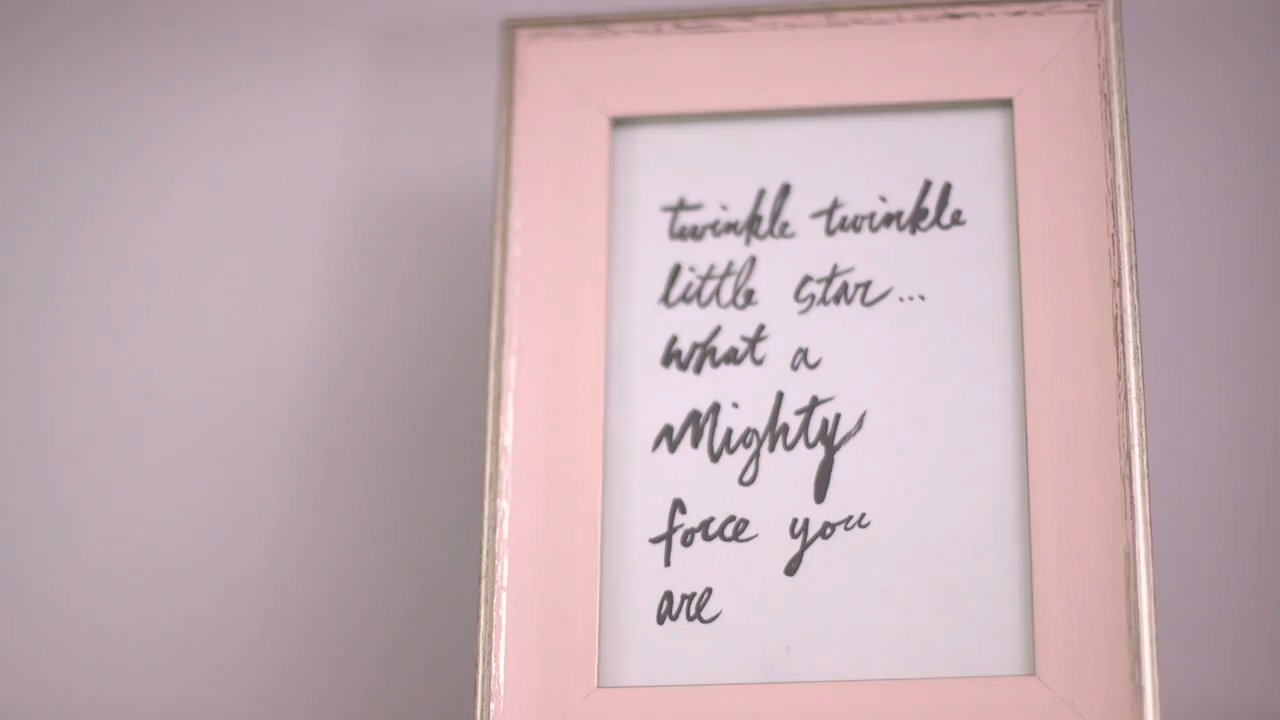 twinkle twinkle
little star...
what a
Mighty
force you
are